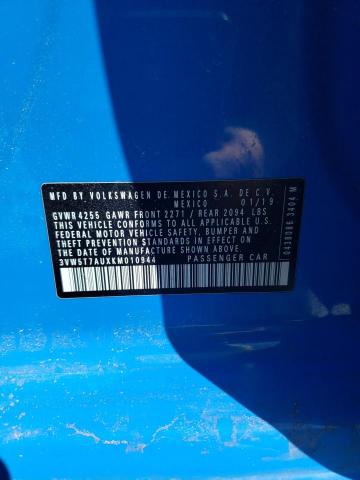 MFD. BY VOLKSWAGEN DE MEXICO S.A. DE C.V.
MEXICO 01/19
GVWR 4255 GAWR FRONT 2271 / REAR 2094 LBS
THIS VEHICLE CONFORMS TO ALL APPLICABLE U.S.
FEDERAL MOTOR VEHICLE SAFETY, BUMPER AND
THEFT PREVENTION STANDARDS IN EFFECT ON THE
DATE OF MANUFACTURE SHOWN ABOVE.
3VW5T7AUXKM010944 PASSENGER CAR
0438086 3404 M